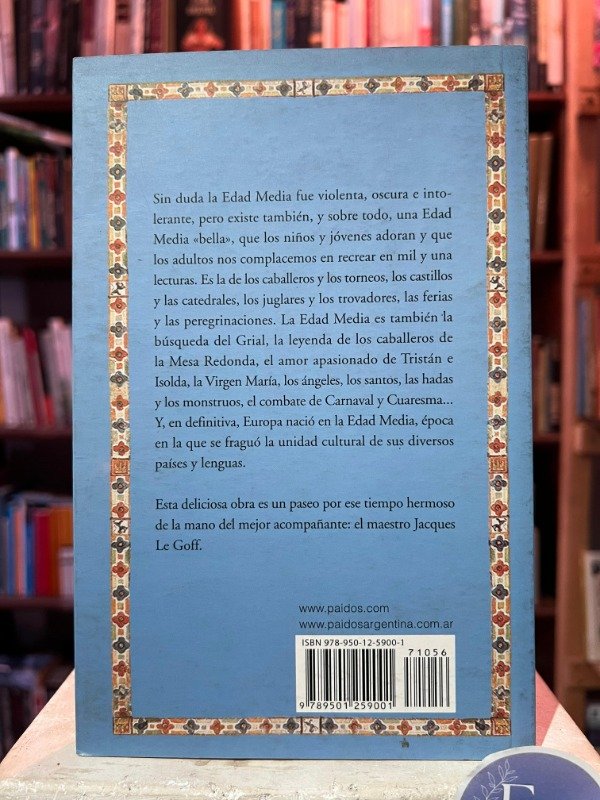 Sin duda la Edad Media fue violenta, oscura e into-
lerante, pero existe también, y sobre todo, una Edad
Media «bella», que los niños y jóvenes adoran y que
los adultos nos complacemos en recrear en mil y una
lecturas. Es la de los caballeros y los torneos, los castillos
y las catedrales, los juglares y los trovadores, las ferias
y las peregrinaciones. La Edad Media es también la
búsqueda del Grial, la leyenda de los caballeros de
la Mesa Redonda, el amor apasionado de Tristán e
Isolda, la Virgen María, los ángeles, los santos, las hadas
y los monstruos, el combate de Carnaval y Cuaresma...
Y, en definitiva, Europa nació en la Edad Media, época
en la que se fraguó la unidad cultural de sus diversos
países y lenguas.
Esta deliciosa obra es un paseo por ese tiempo hermoso
de la mano del mejor acompañante: el maestro Jacques
Le Goff.
www.paidos.com
www.paidosargentina.com.ar
ISBN 978-950-12-5900-1
71056
9 789501 259001